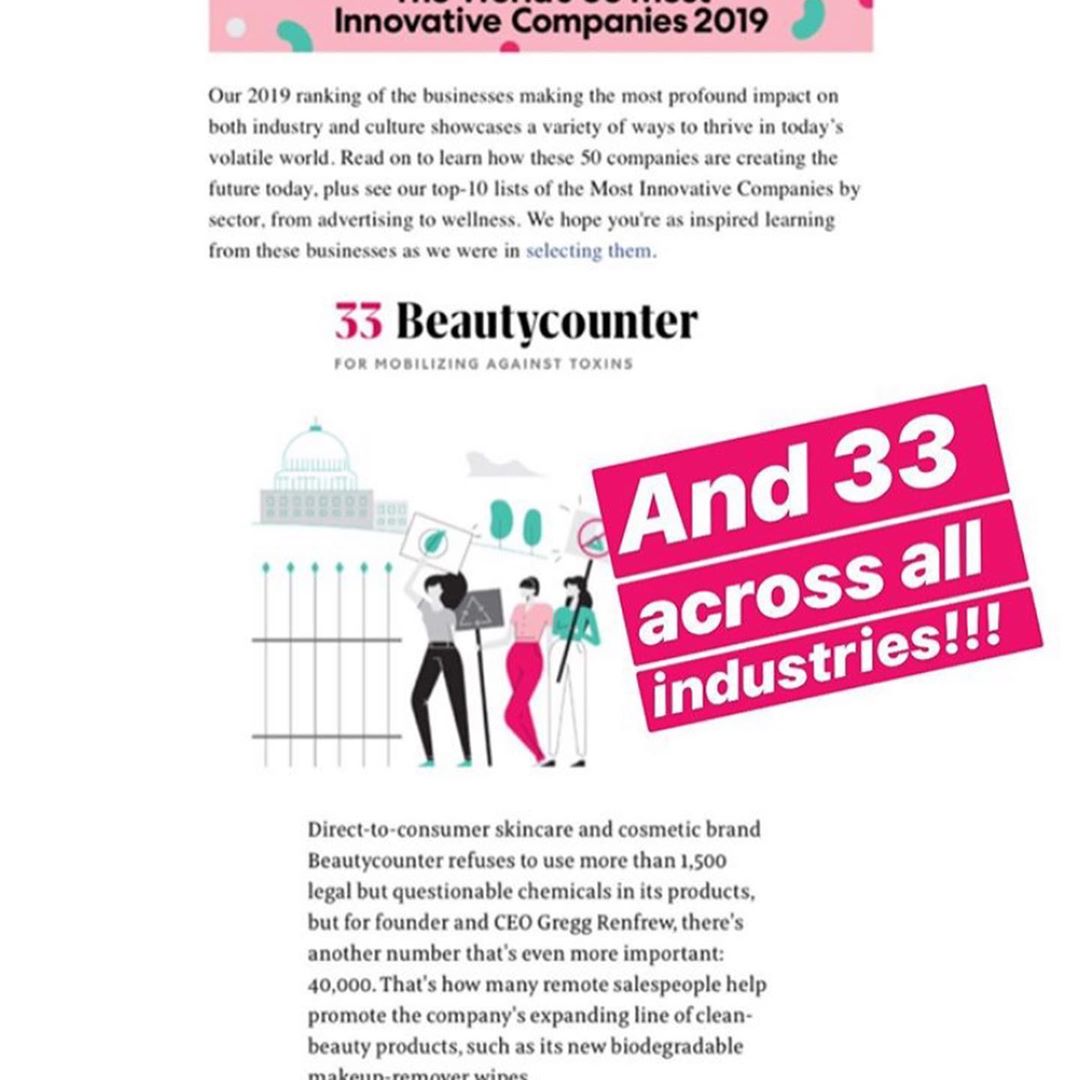 Innovative Companies 2019
Our 2019 ranking of the businesses making the most profound impact on
both industry and culture showcases a variety of ways to thrive in today's
volatile world. Read on to learn how these 50 companies are creating the
future today, plus see our top-10 lists of the Most Innovative Companies by
sector, from advertising to wellness. We hope you're as inspired learning
from these businesses as we were in selecting them.
33 Beautycounter
FOR MOBILIZING AGAINST TOXINS
And 33
across all
industries!!!
Direct-to-consumer skincare and cosmetic brand
Beautycounter refuses to use more than 1,500
legal but questionable chemicals in its products,
but for founder and CEO Gregg Renfrew, there's
another number that's even more important:
40,000. That's how many remote salespeople help
promote the company's expanding line of clean-
beauty products, such as its new biodegradable
makeup-remover wipes.